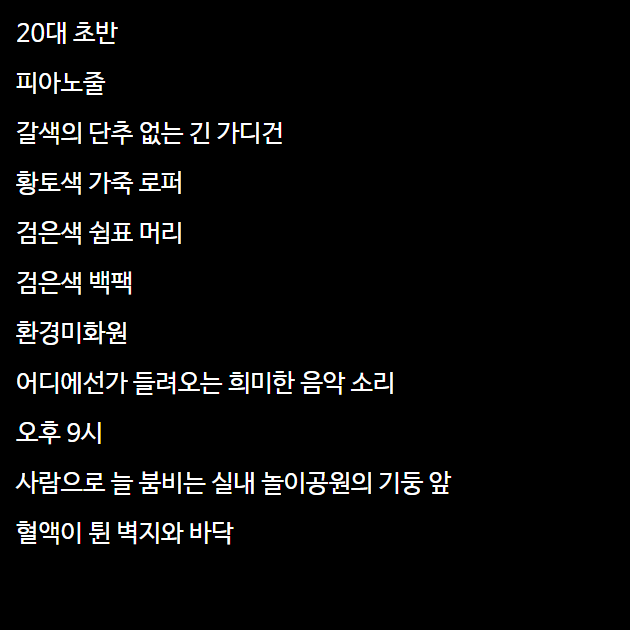 20대 초반
피아노줄
갈색의 단추 없는 긴 가디건
황토색 가죽 로퍼
검은색 쉼표 머리
검은색 백팩
환경미화원
어디에선가 들려오는 희미한 음악 소리
오후 9시
사람으로 늘 붐비는 실내 놀이공원의 기둥 앞
혈액이 튄 벽지와 바닥